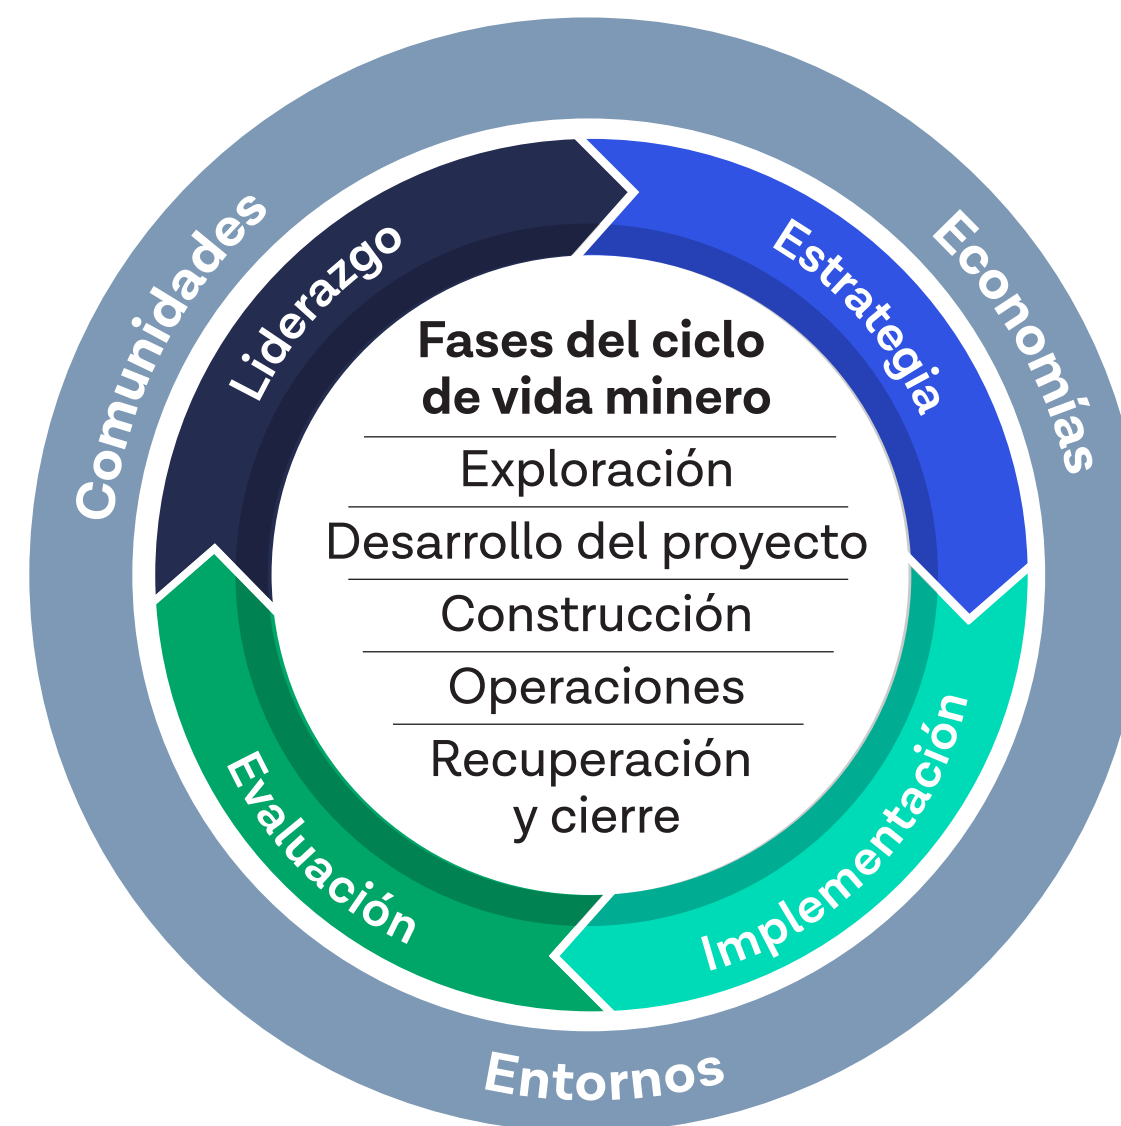 Comunidades
Economías
Entornos
Liderazgo
Estrategia
Implementación
Evaluación
Fases del ciclo
de vida minero
Exploración
Desarrollo del proyecto
Construcción
Operaciones
Recuperación
y cierre